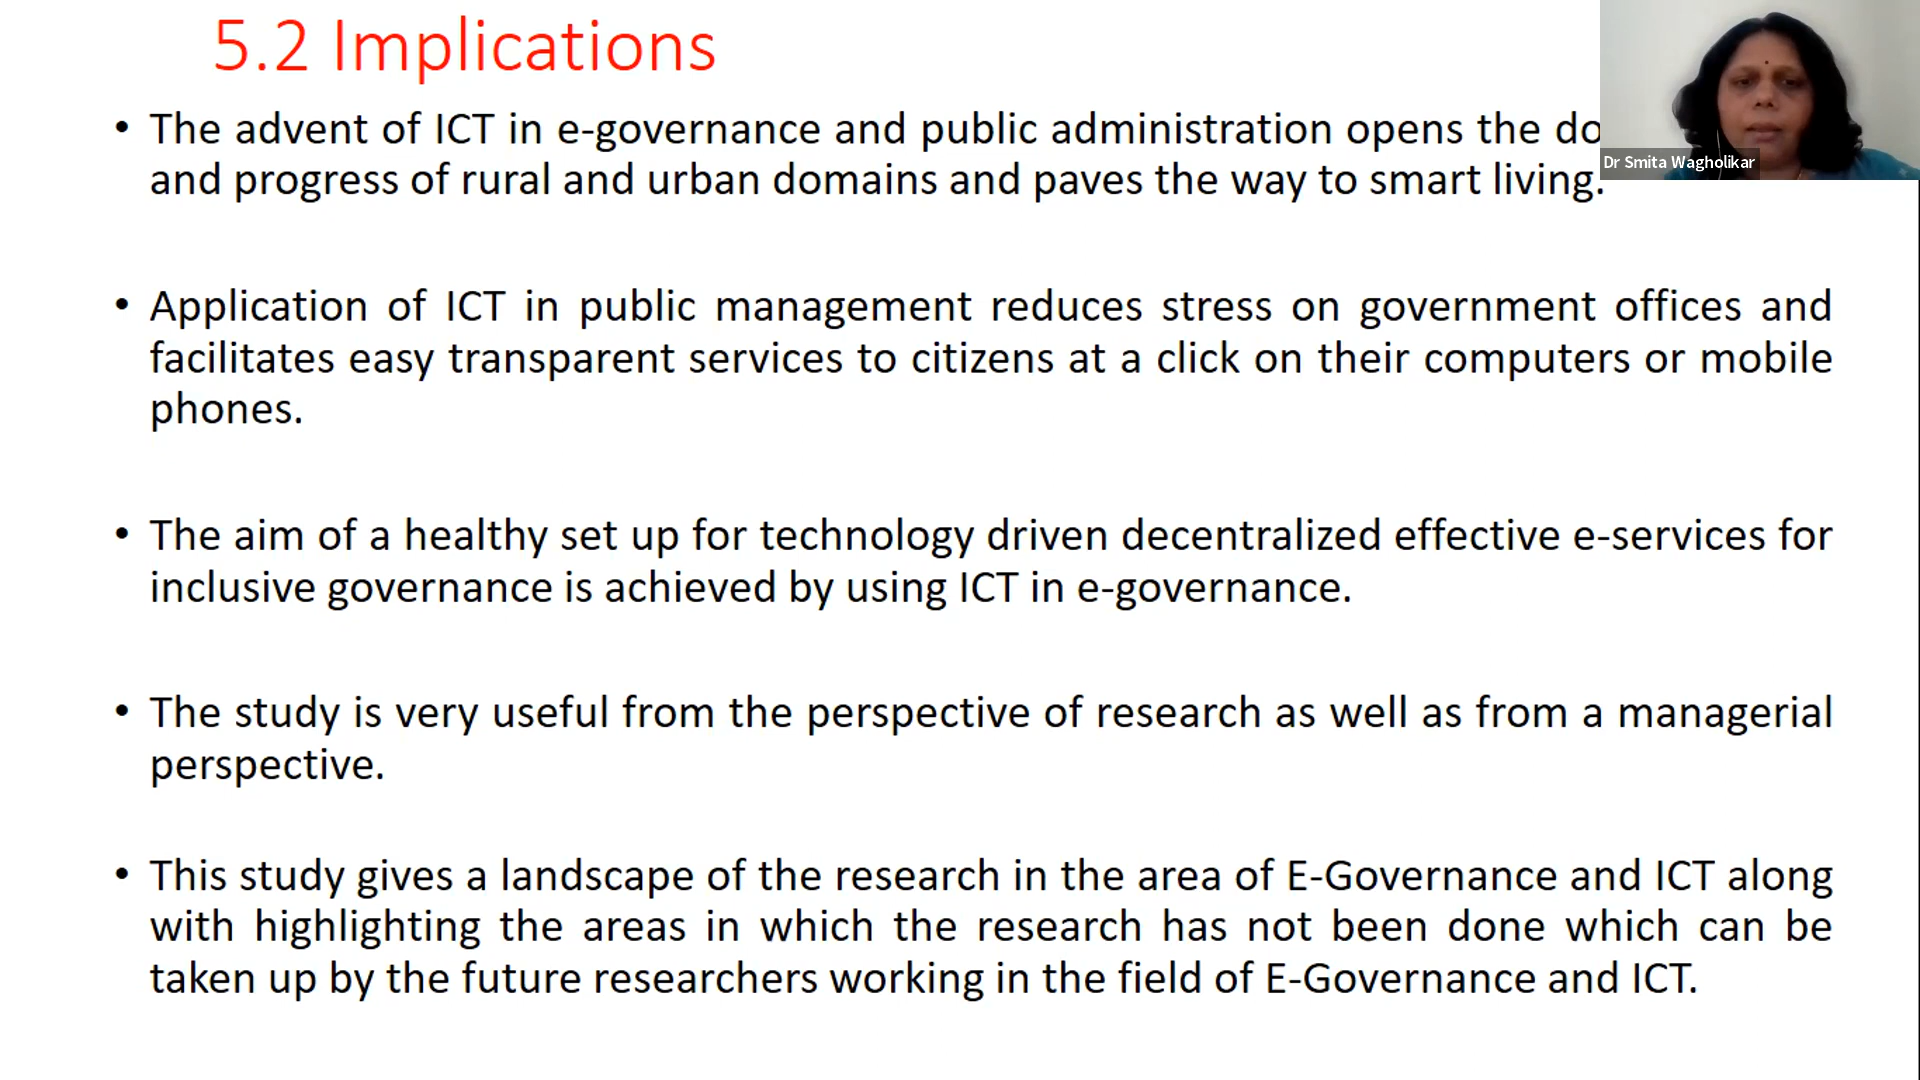 5.2 Implications
• The advent of ICT in e-governance and public administration opens the
and progress of rural and urban domains and paves the way to smart living.
Dr Smita Wagholikar
• Application of ICT in public management reduces stress on government offices and
facilitates easy transparent services to citizens at a click on their computers or mobile
phones.
• The aim of a healthy set up for technology driven decentralized effective e-services for
inclusive governance is achieved by using ICT in e-governance.
• The study is very useful from the perspective of research as well as from a managerial
perspective.
• This study gives a landscape of the research in the area of E-Governance and ICT along
with highlighting the areas in which the research has not been done which can be
taken up by the future researchers working in the field of E-Governance and ICT.